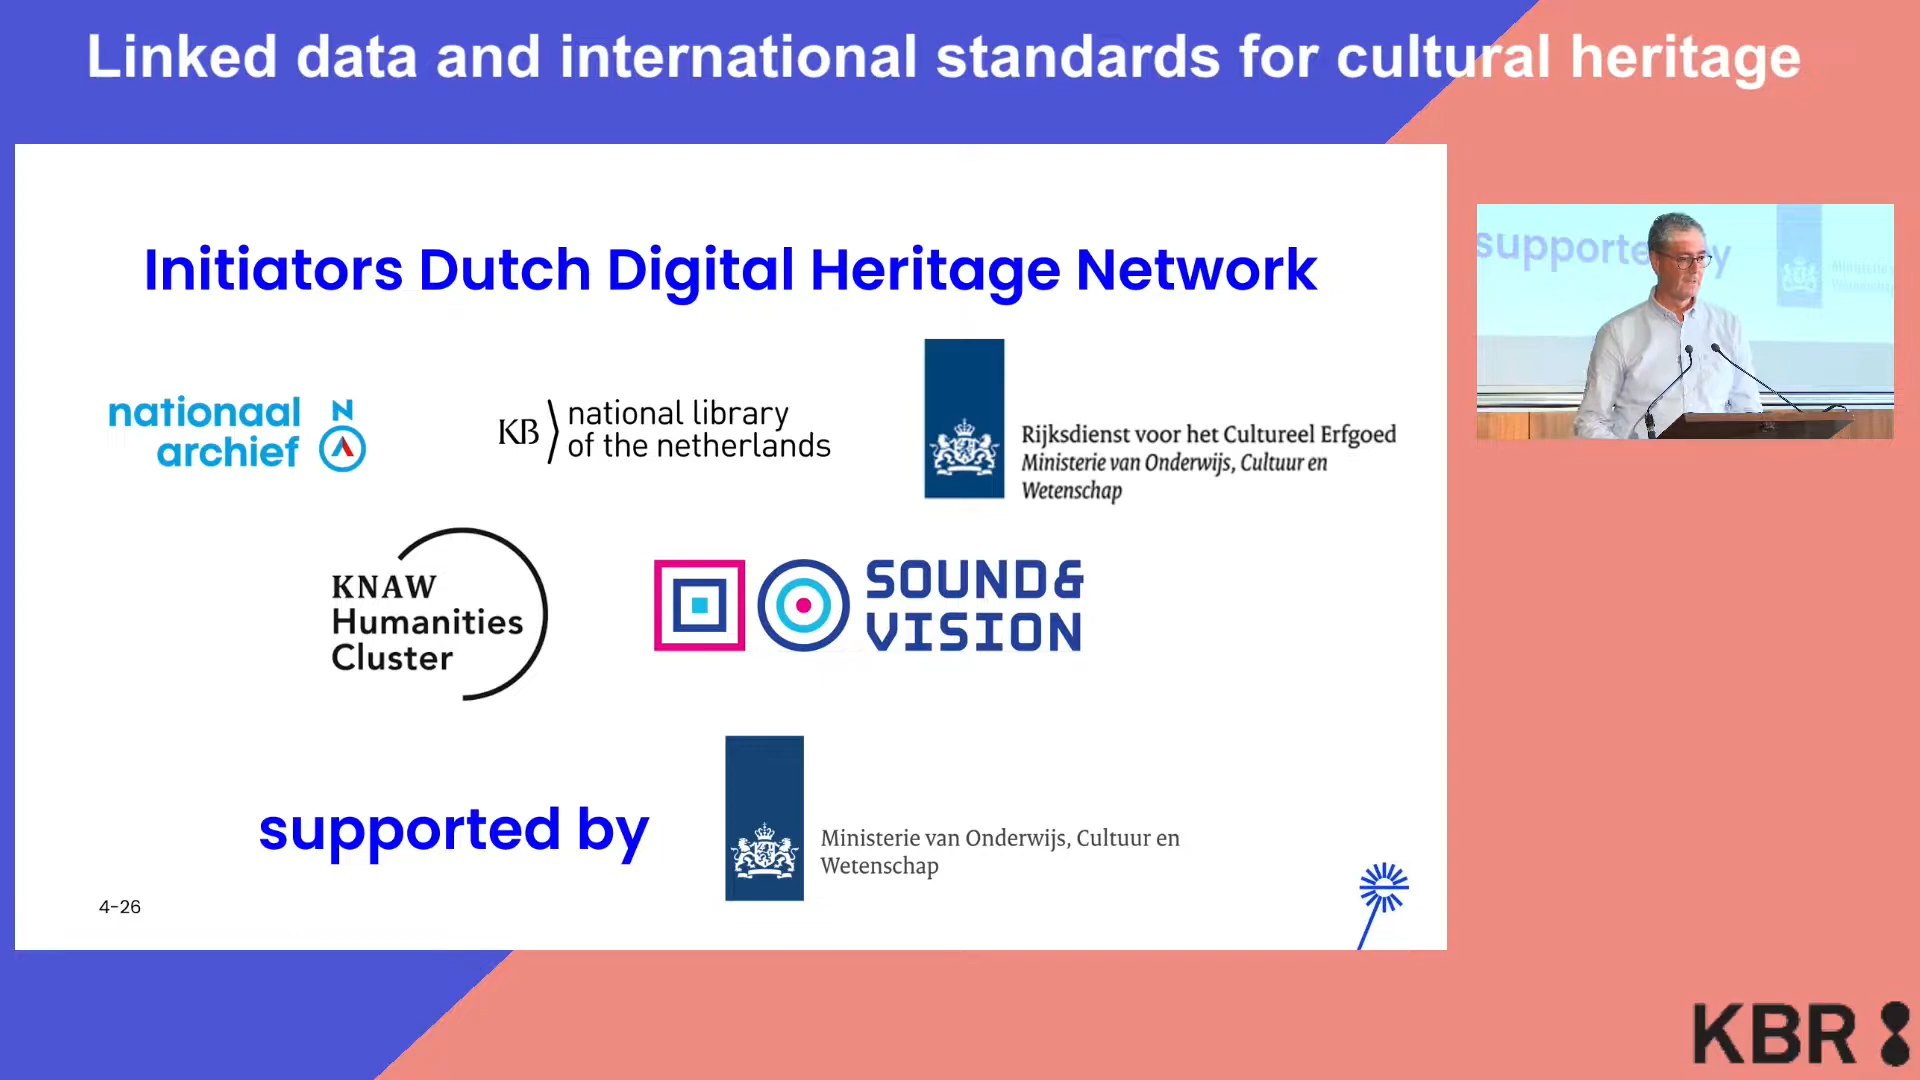 Linked data and international standards for cultural heritage
Initiators Dutch Digital Heritage Network
nationaal
archief
N
A
KB
national library
of the netherlands
Rijksdienst voor het Cultureel Erfgoed
Ministerie van Onderwijs, Cultuur en
Wetenschap
KNAW
Humanities
Cluster
SOUND&
VISION
supported by
Ministerie van Onderwijs, Cultuur en
Wetenschap
4-26
supported by
KBR